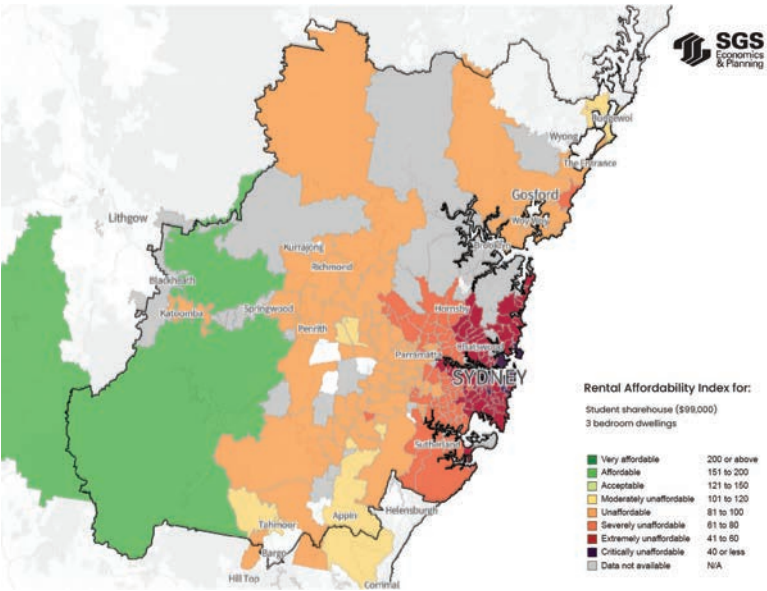 SGS
Economics
& Planning
Budgewoi
Wyong
The Entrance
Gosford
Woy Woy
Lithgow
Brooklyn
Kurrajong
Richmond
Blackheath
Katoomba
Springwood
Hornsby
Penrith
Chatswood
Parramatta
SYDNEY
Sutherland
Appin
Helensburgh
Tahmoor
Bargo
Hill Top
Corrimal
Rental Affordability Index for:
Student sharehouse ($99,000)
3 bedroom dwellings
Very affordable 200 or above
Affordable 151 to 200
Acceptable 121 to 150
Moderately unaffordable 101 to 120
Unaffordable 81 to 100
Severely unaffordable 61 to 80
Extremely unaffordable 41 to 60
Critically unaffordable 40 or less
Data not available N/A